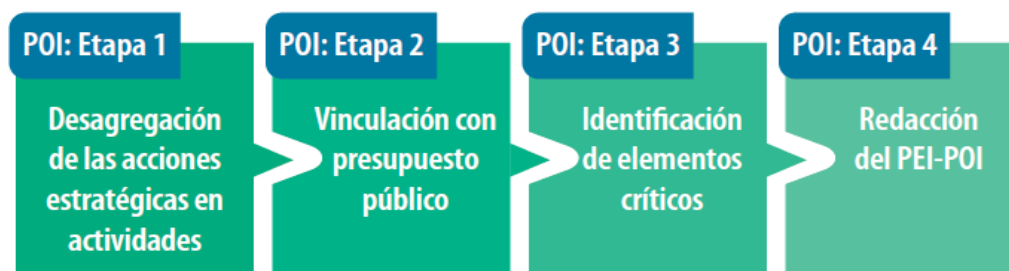 POI: Etapa 1
Desagregación
de las acciones
estratégicas en
actividades
POI: Etapa 2
Vinculación con
presupuesto
público
POI: Etapa 3
Identificación
de elementos
críticos
POI: Etapa 4
Redacción
del PEI-POI